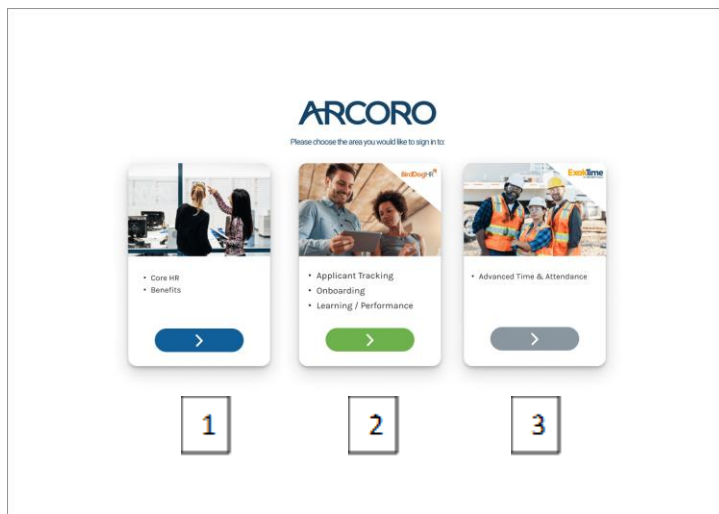 ARCORO
Please choose the area you would like to sign in to:
BirdDogHR
ExakTime
• Core HR
• Benefits
• Applicant Tracking
• Onboarding
• Learning / Performance
• Advanced Time & Attendance
1
2
3